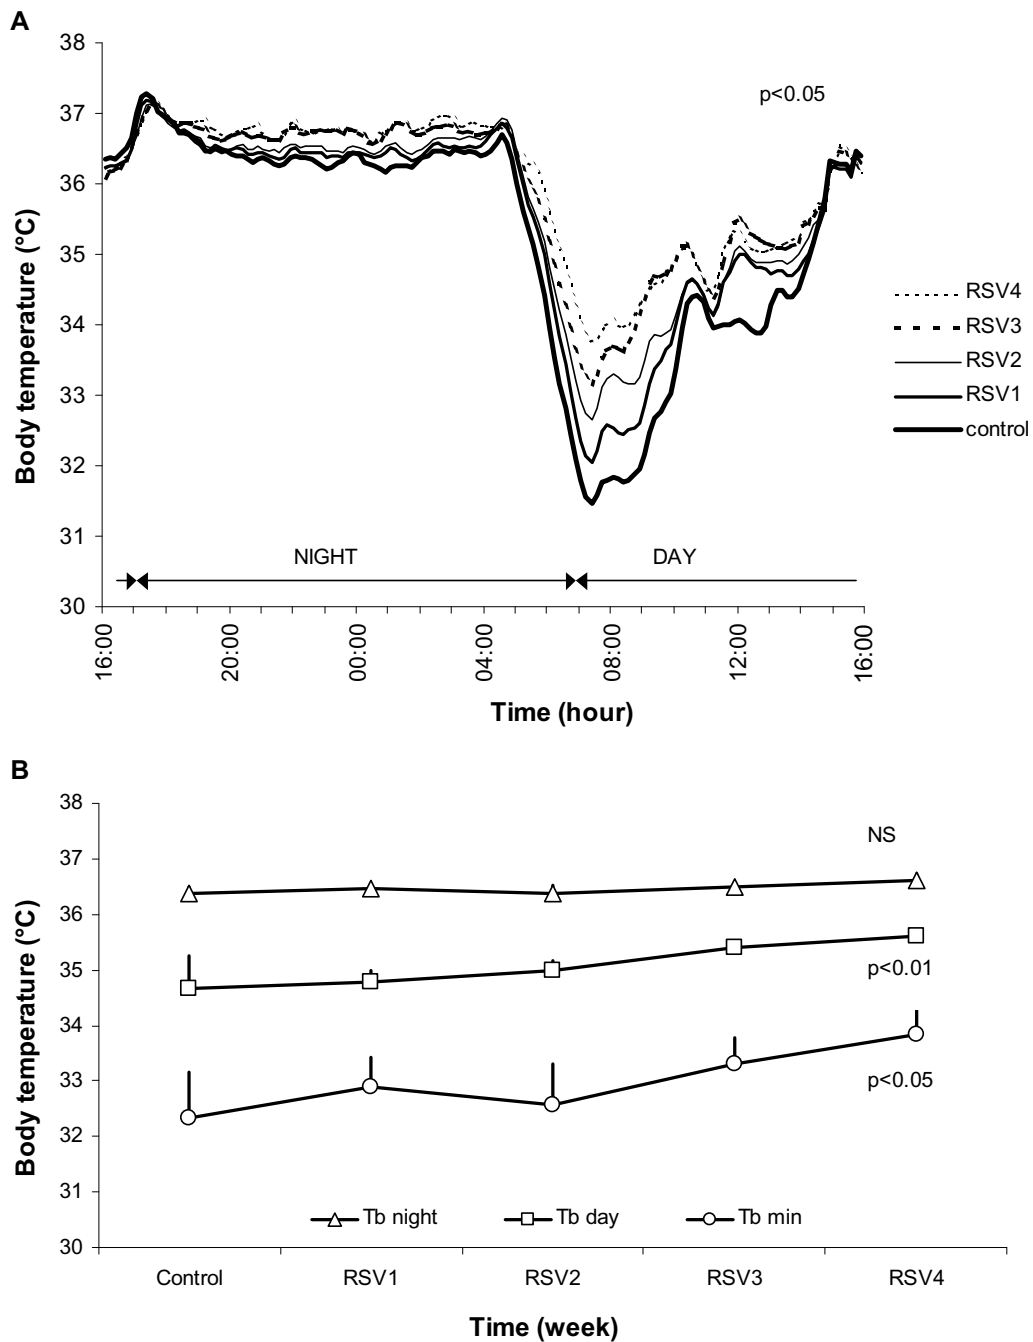 A
38
37
36
35
34
33
32
31
30
Body temperature (°C)
p<0.05
RSV4
RSV3
RSV2
RSV1
control
NIGHT
DAY
16:00
20:00
00:00
04:00
08:00
12:00
16:00
Time (hour)
B
38
37
36
35
34
33
32
31
30
Body temperature (°C)
NS
p<0.01
p<0.05
Tb night
Tb day
Tb min
Control
RSV1
RSV2
RSV3
RSV4
Time (week)